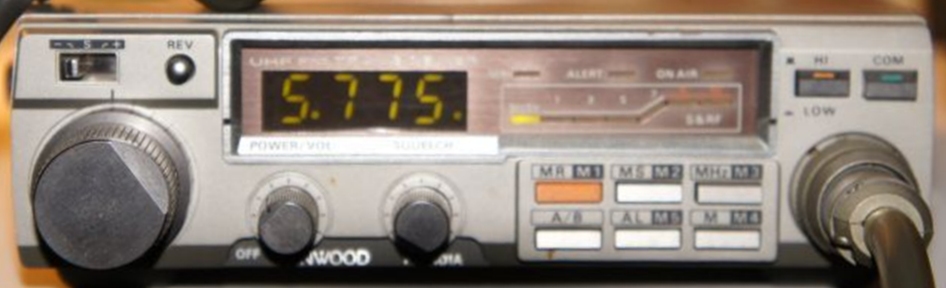 - S +
REV
5.775.
ALERT
ON AIR
1 3 5 7
S&RF
HI
COM
LOW
POWER/VOL
SQUELCH
MR M1
MS M2
MHz M3
A/B
AL M5
M M4
OFF
NWOOD